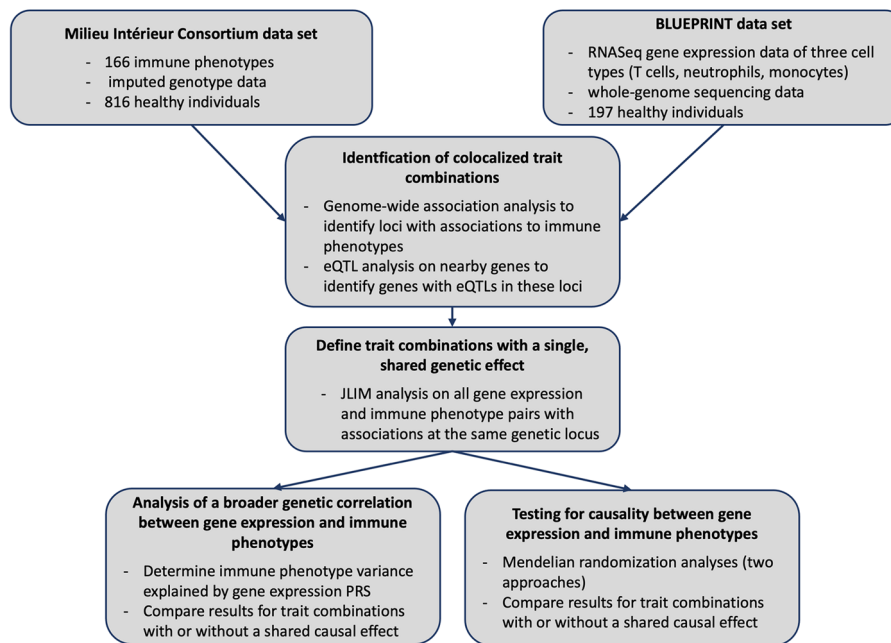 Milieu Intérieur Consortium data set
- 166 immune phenotypes
- imputed genotype data
- 816 healthy individuals
BLUEPRINT data set
- RNASeq gene expression data of three cell
types (T cells, neutrophils, monocytes)
- whole-genome sequencing data
- 197 healthy individuals
Identfication of colocalized trait
combinations
- Genome-wide association analysis to
identify loci with associations to immune
phenotypes
- eQTL analysis on nearby genes to
identify genes with eQTLs in these loci
Define trait combinations with a single,
shared genetic effect
- JLIM analysis on all gene expression
and immune phenotype pairs with
associations at the same genetic locus
Analysis of a broader genetic correlation
between gene expression and immune
phenotypes
- Determine immune phenotype variance
explained by gene expression PRS
- Compare results for trait combinations
with or without a shared causal effect
Testing for causality between gene
expression and immune phenotypes
- Mendelian randomization analyses (two
approaches)
- Compare results for trait combinations
with or without a shared causal effect